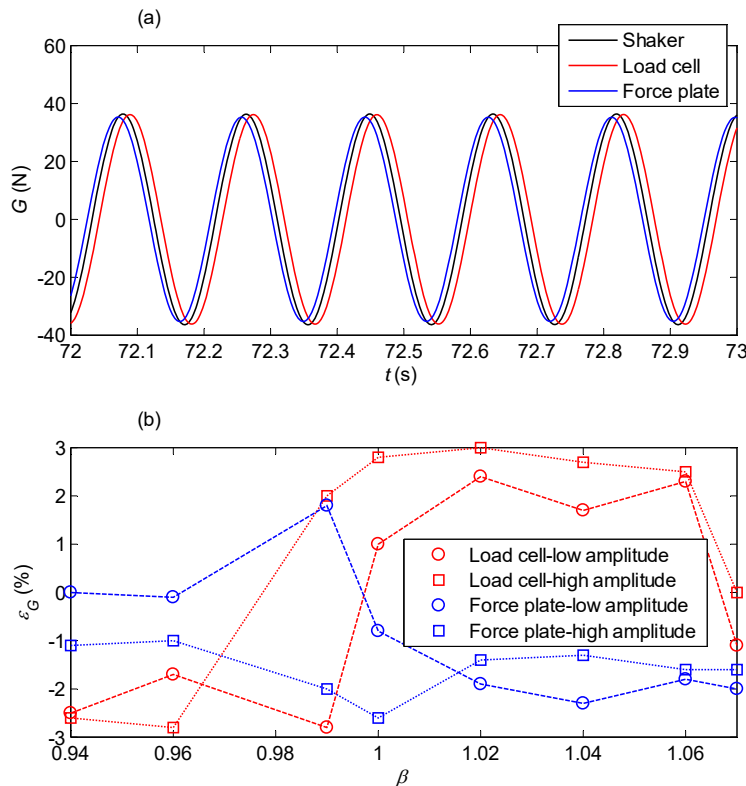 (a)
60
40
20
0
-20
-40
G (N)
Shaker
Load cell
Force plate
72 72.1 72.2 72.3 72.4 72.5 72.6 72.7 72.8 72.9 73
t (s)
(b)
3
2
1
0
-1
-2
-3
εG (%)
Load cell-low amplitude
Load cell-high amplitude
Force plate-low amplitude
Force plate-high amplitude
0.94 0.96 0.98 1 1.02 1.04 1.06
β